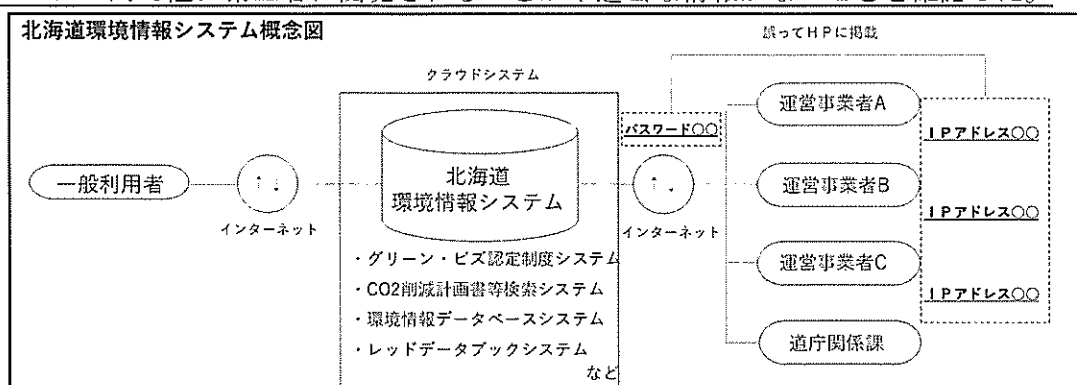 北海道環境情報システム概念図
誤ってHPに掲載
クラウドシステム
運営事業者A
パスワード○○
IPアドレス○○
一般利用者
↑↓
北海道
環境情報システム
↑↓
運営事業者B
インターネット
インターネット
IPアドレス○○
・グリーン・ビズ認定制度システム
・CO2削減計画書等検索システム
・環境情報データベースシステム
・レッドデータブックシステム
など
運営事業者C
IPアドレス○○
道庁関係課